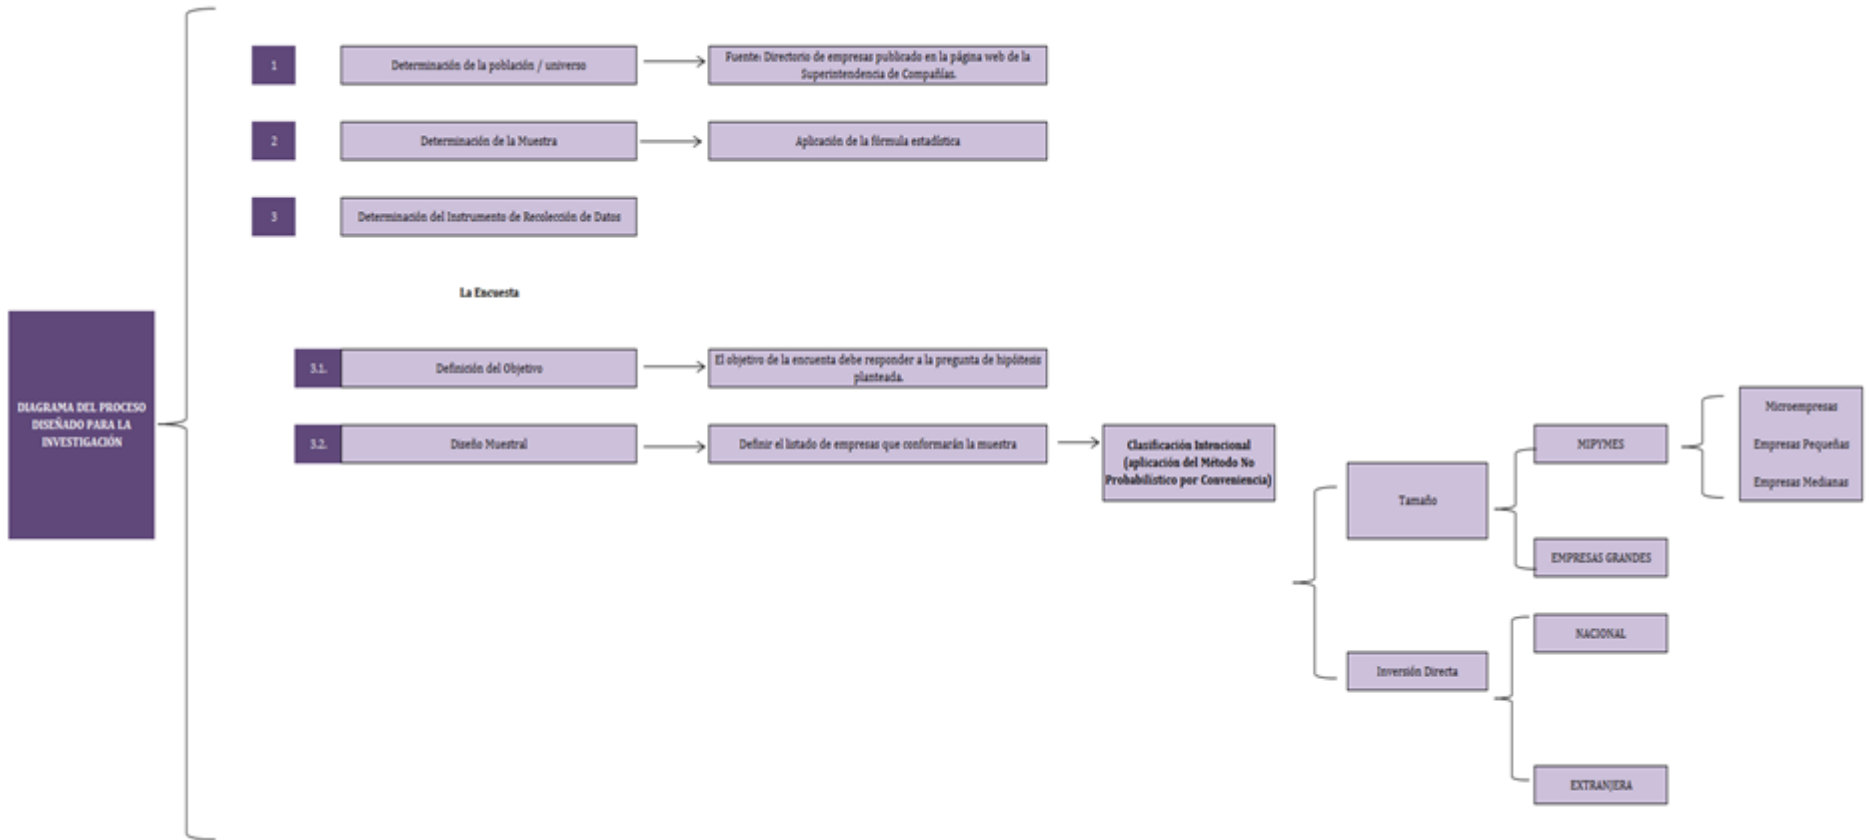 1
Determinación de la población / universo
Fuente: Directorio de empresas publicado en la página web de la
Superintendencia de Compañías.
2
Determinación de la Muestra
Aplicación de la fórmula estadística
3
Determinación del Instrumento de Recolección de Datos
La Encuesta
DIAGRAMA DEL PROCESO
DISEÑADO PARA LA
INVESTIGACIÓN
3.1.
Definición del Objetivo
El objetivo de la encuenta debe responder a la pregunta de hipótesis
planteada.
3.2.
Diseño Muestral
Definir el listado de empresas que conformarán la muestra
Clasificación Intencional
(aplicación del Método No
Probabilístico por Conveniencia)
Tamaño
MIPYMES
Microempresas
Empresas Pequeñas
Empresas Medianas
EMPRESAS GRANDES
Inversión Directa
NACIONAL
EXTRANJERA